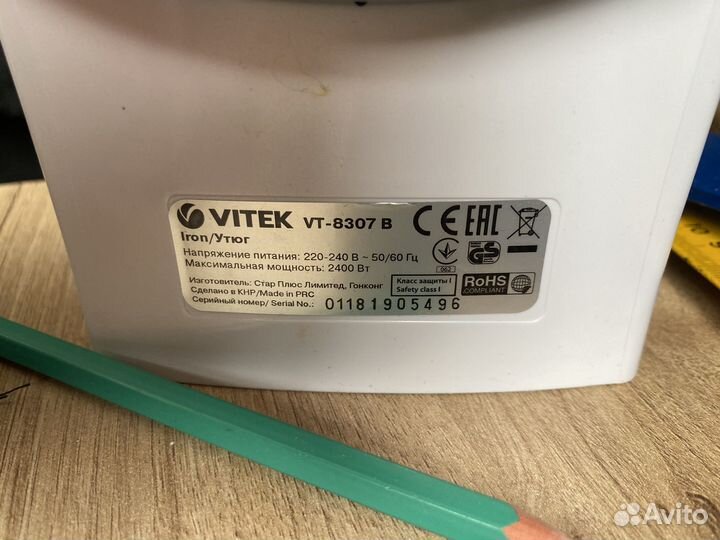 VITEK VT-8307 B
Iron/Утюг
Напряжение питания: 220-240 В ~ 50/60 Гц
Максимальная мощность: 2400 Вт
Изготовитель: Стар Плюс Лимитед, Гонконг
Сделано в КНР/Made in PRC
Серийный номер/ Serial No.: 01181905496
CE EAC
062
GS
Класс защиты I
Safety class I
RoHS
COMPLIANT
Avito